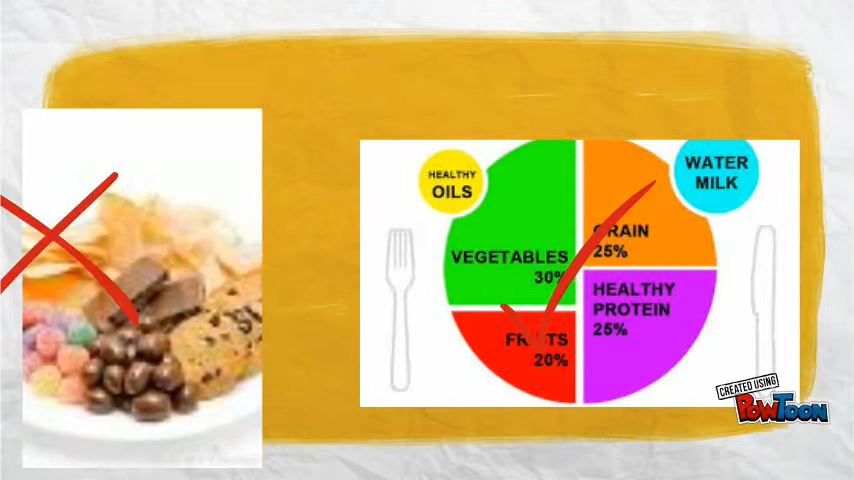 HEALTHY
OILS
WATER
MILK
VEGETABLES
30%
GRAIN
25%
HEALTHY
PROTEIN
25%
FRUITS
20%
CREATED USING
POWTOON